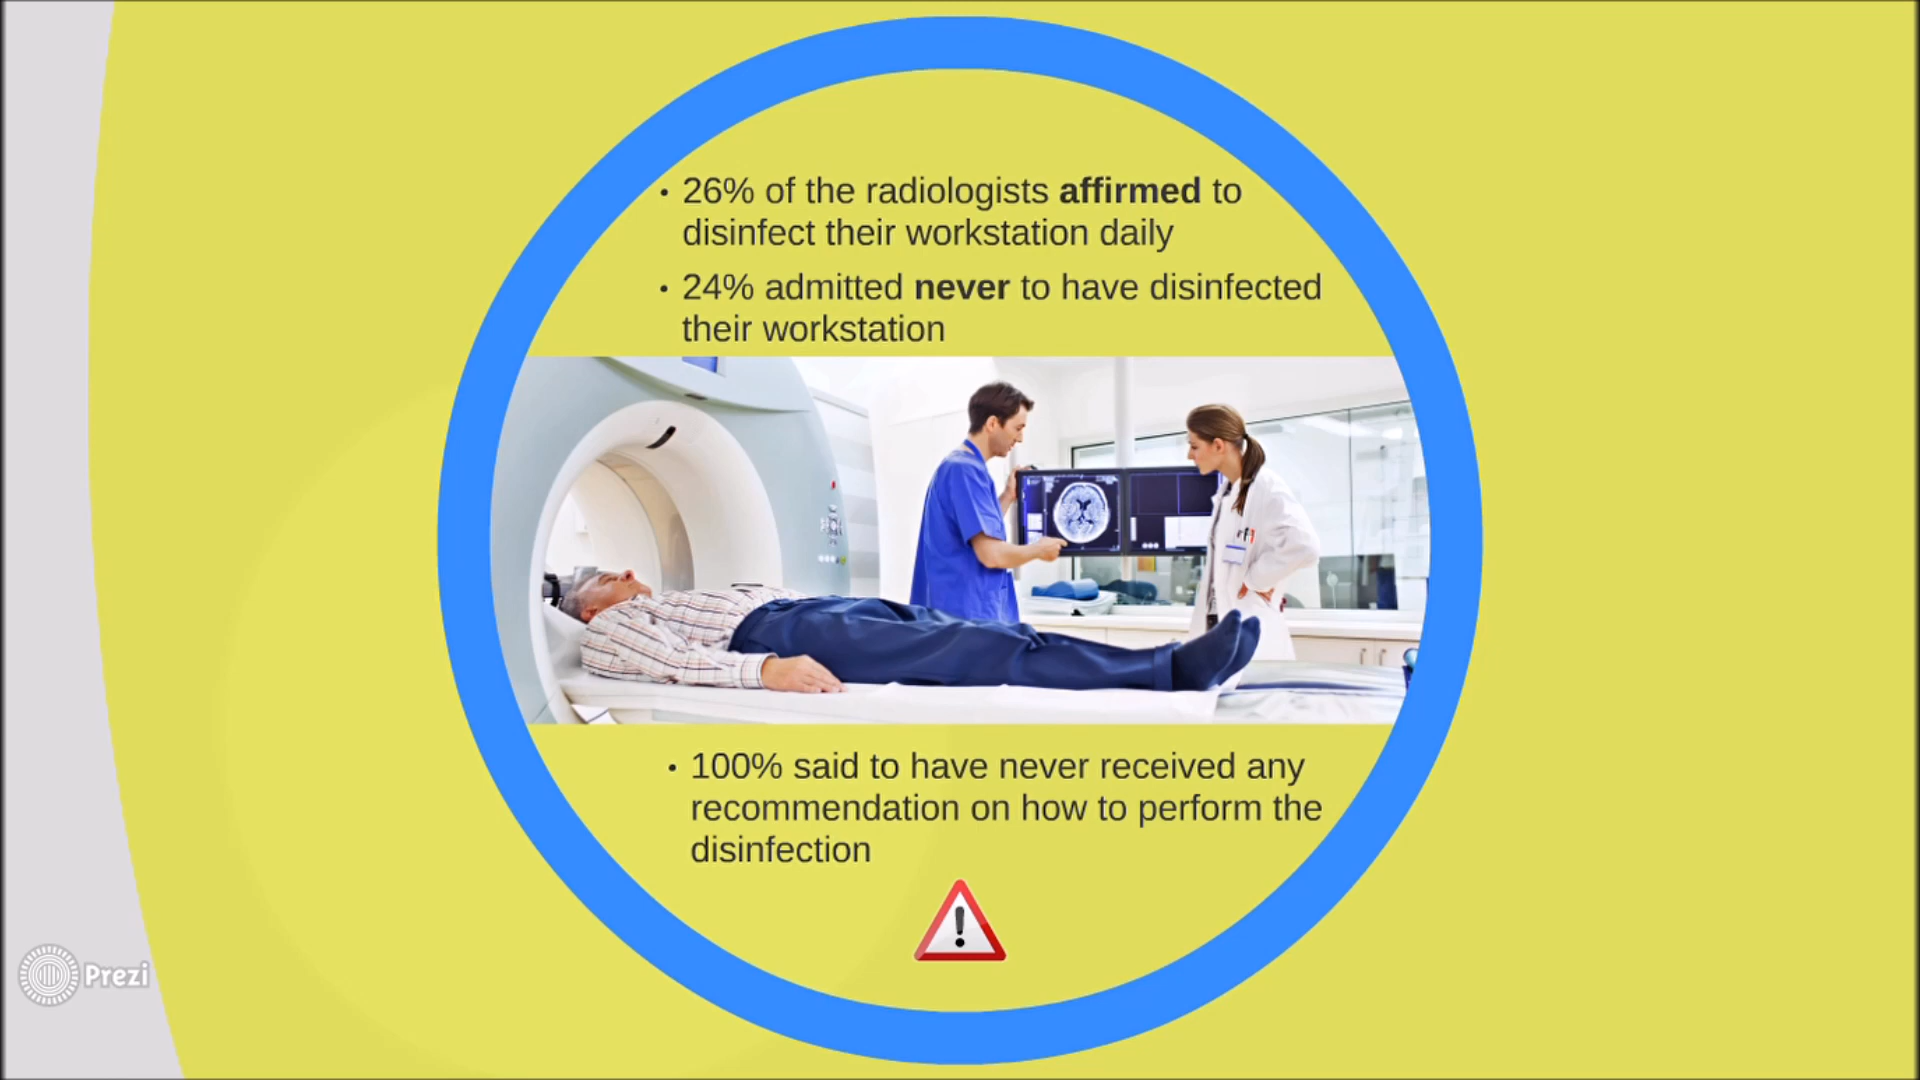 • 26% of the radiologists affirmed to
disinfect their workstation daily
• 24% admitted never to have disinfected
their workstation
• 100% said to have never received any
recommendation on how to perform the
disinfection
!
Prezi